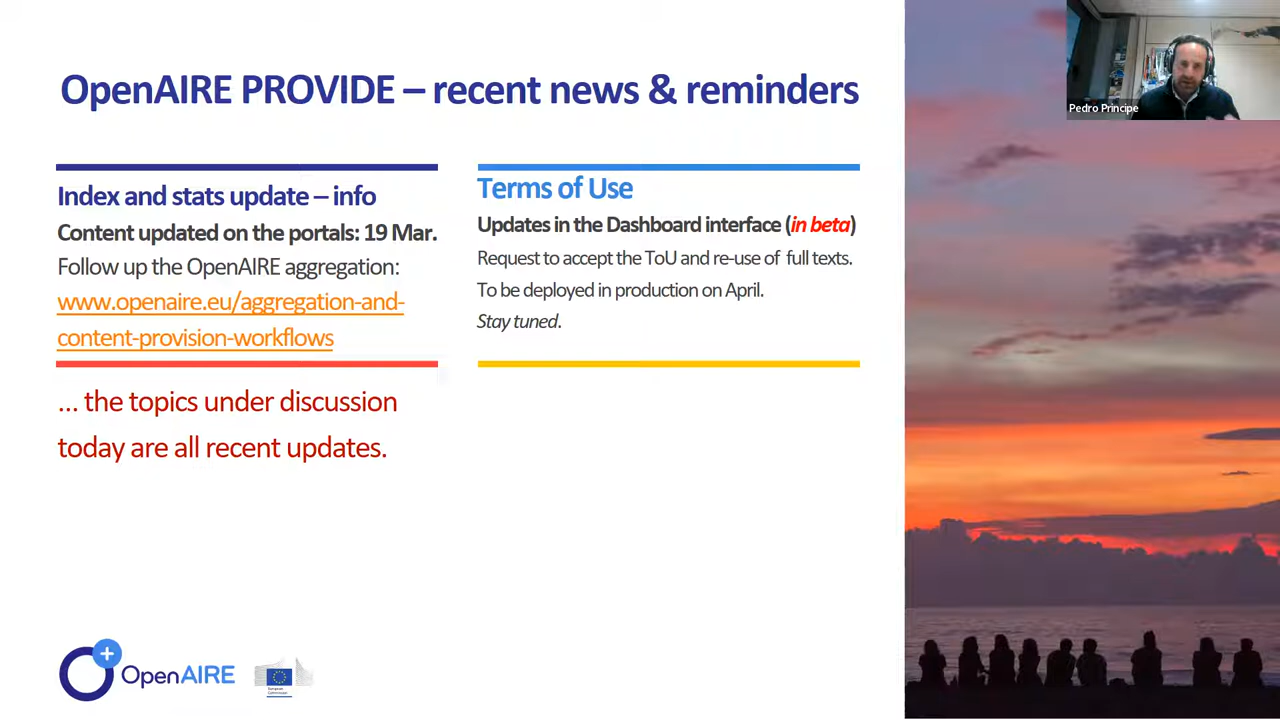 OpenAIRE PROVIDE – recent news & reminders
Pedro Principe
Index and stats update – info
Content updated on the portals: 19 Mar.
Follow up the OpenAIRE aggregation:
www.openaire.eu/aggregation-and-
content-provision-workflows
Terms of Use
Updates in the Dashboard interface (in beta)
Request to accept the ToU and re-use of full texts.
To be deployed in production on April.
Stay tuned.
... the topics under discussion
today are all recent updates.
OpenAIRE
European
Commission